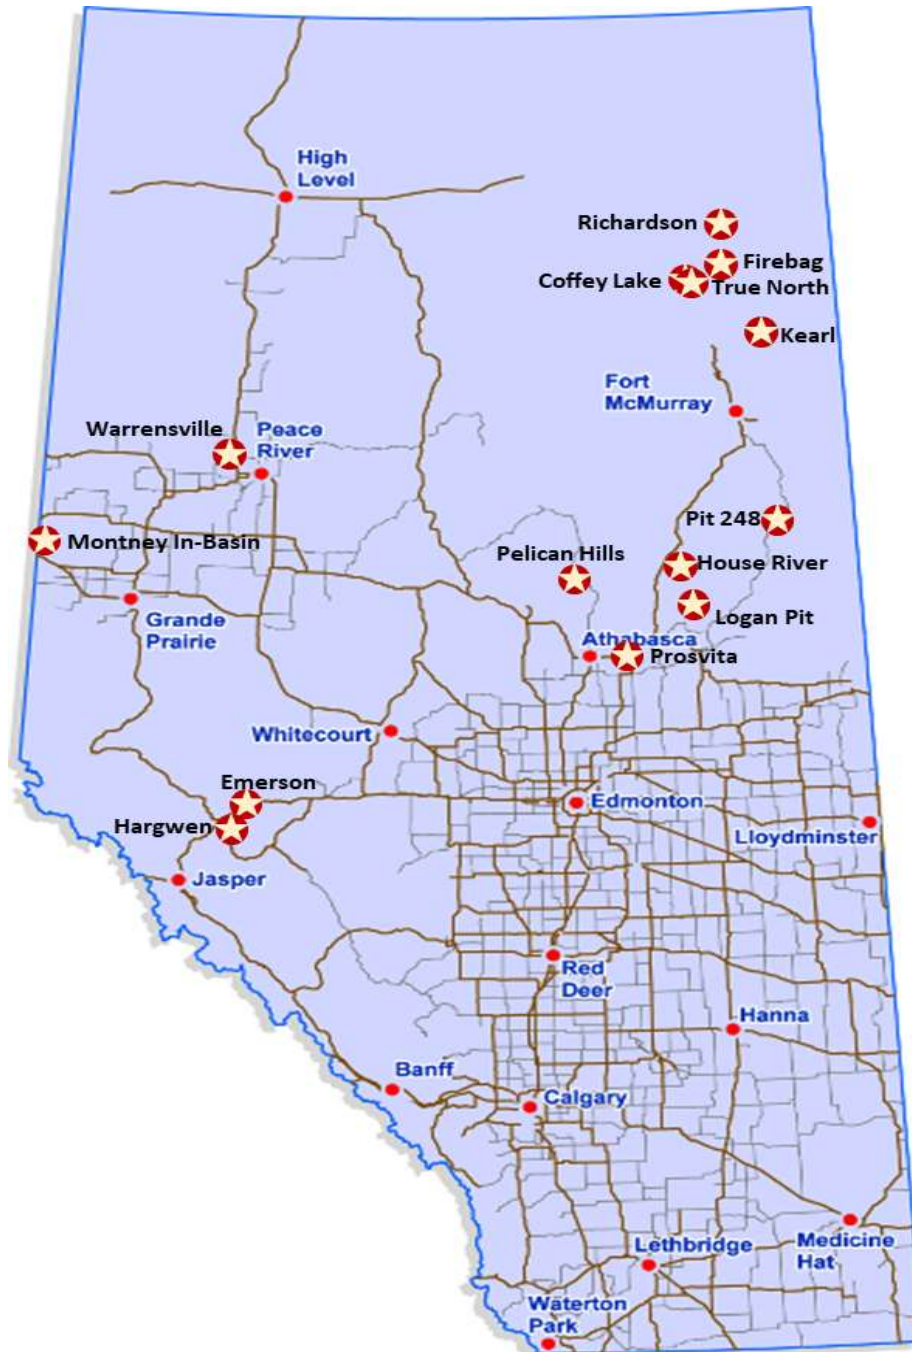 High
Level
Richardson
Firebag
Coffey Lake
True North
Kearl
Fort
McMurray
Warrensville
Peace
River
Pit 248
Montney In-Basin
Pelican Hills
House River
Grande
Prairie
Logan Pit
Athabasca
Prosvita
Whitecourt
Emerson
Edmonton
Hargwen
Lloydminster
Jasper
Red
Deer
Hanna
Banff
Calgary
Lethbridge
Medicine
Hat
Waterton
Park